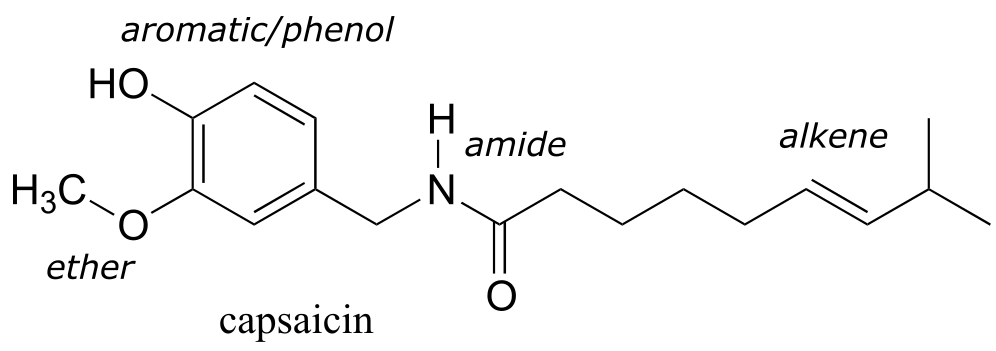 aromatic/phenol
HO
H
amide
alkene
H₃C
N
O
ether
O
capsaicin